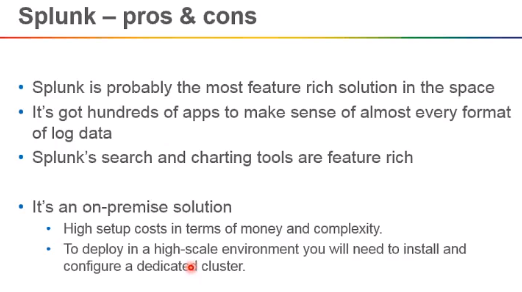 Splunk – pros & cons
• Splunk is probably the most feature rich solution in the space
• It's got hundreds of apps to make sense of almost every format
of log data
• Splunk's search and charting tools are feature rich
• It's an on-premise solution
• High setup costs in terms of money and complexity.
• To deploy in a high-scale environment you will need to install and
configure a dedicated cluster.